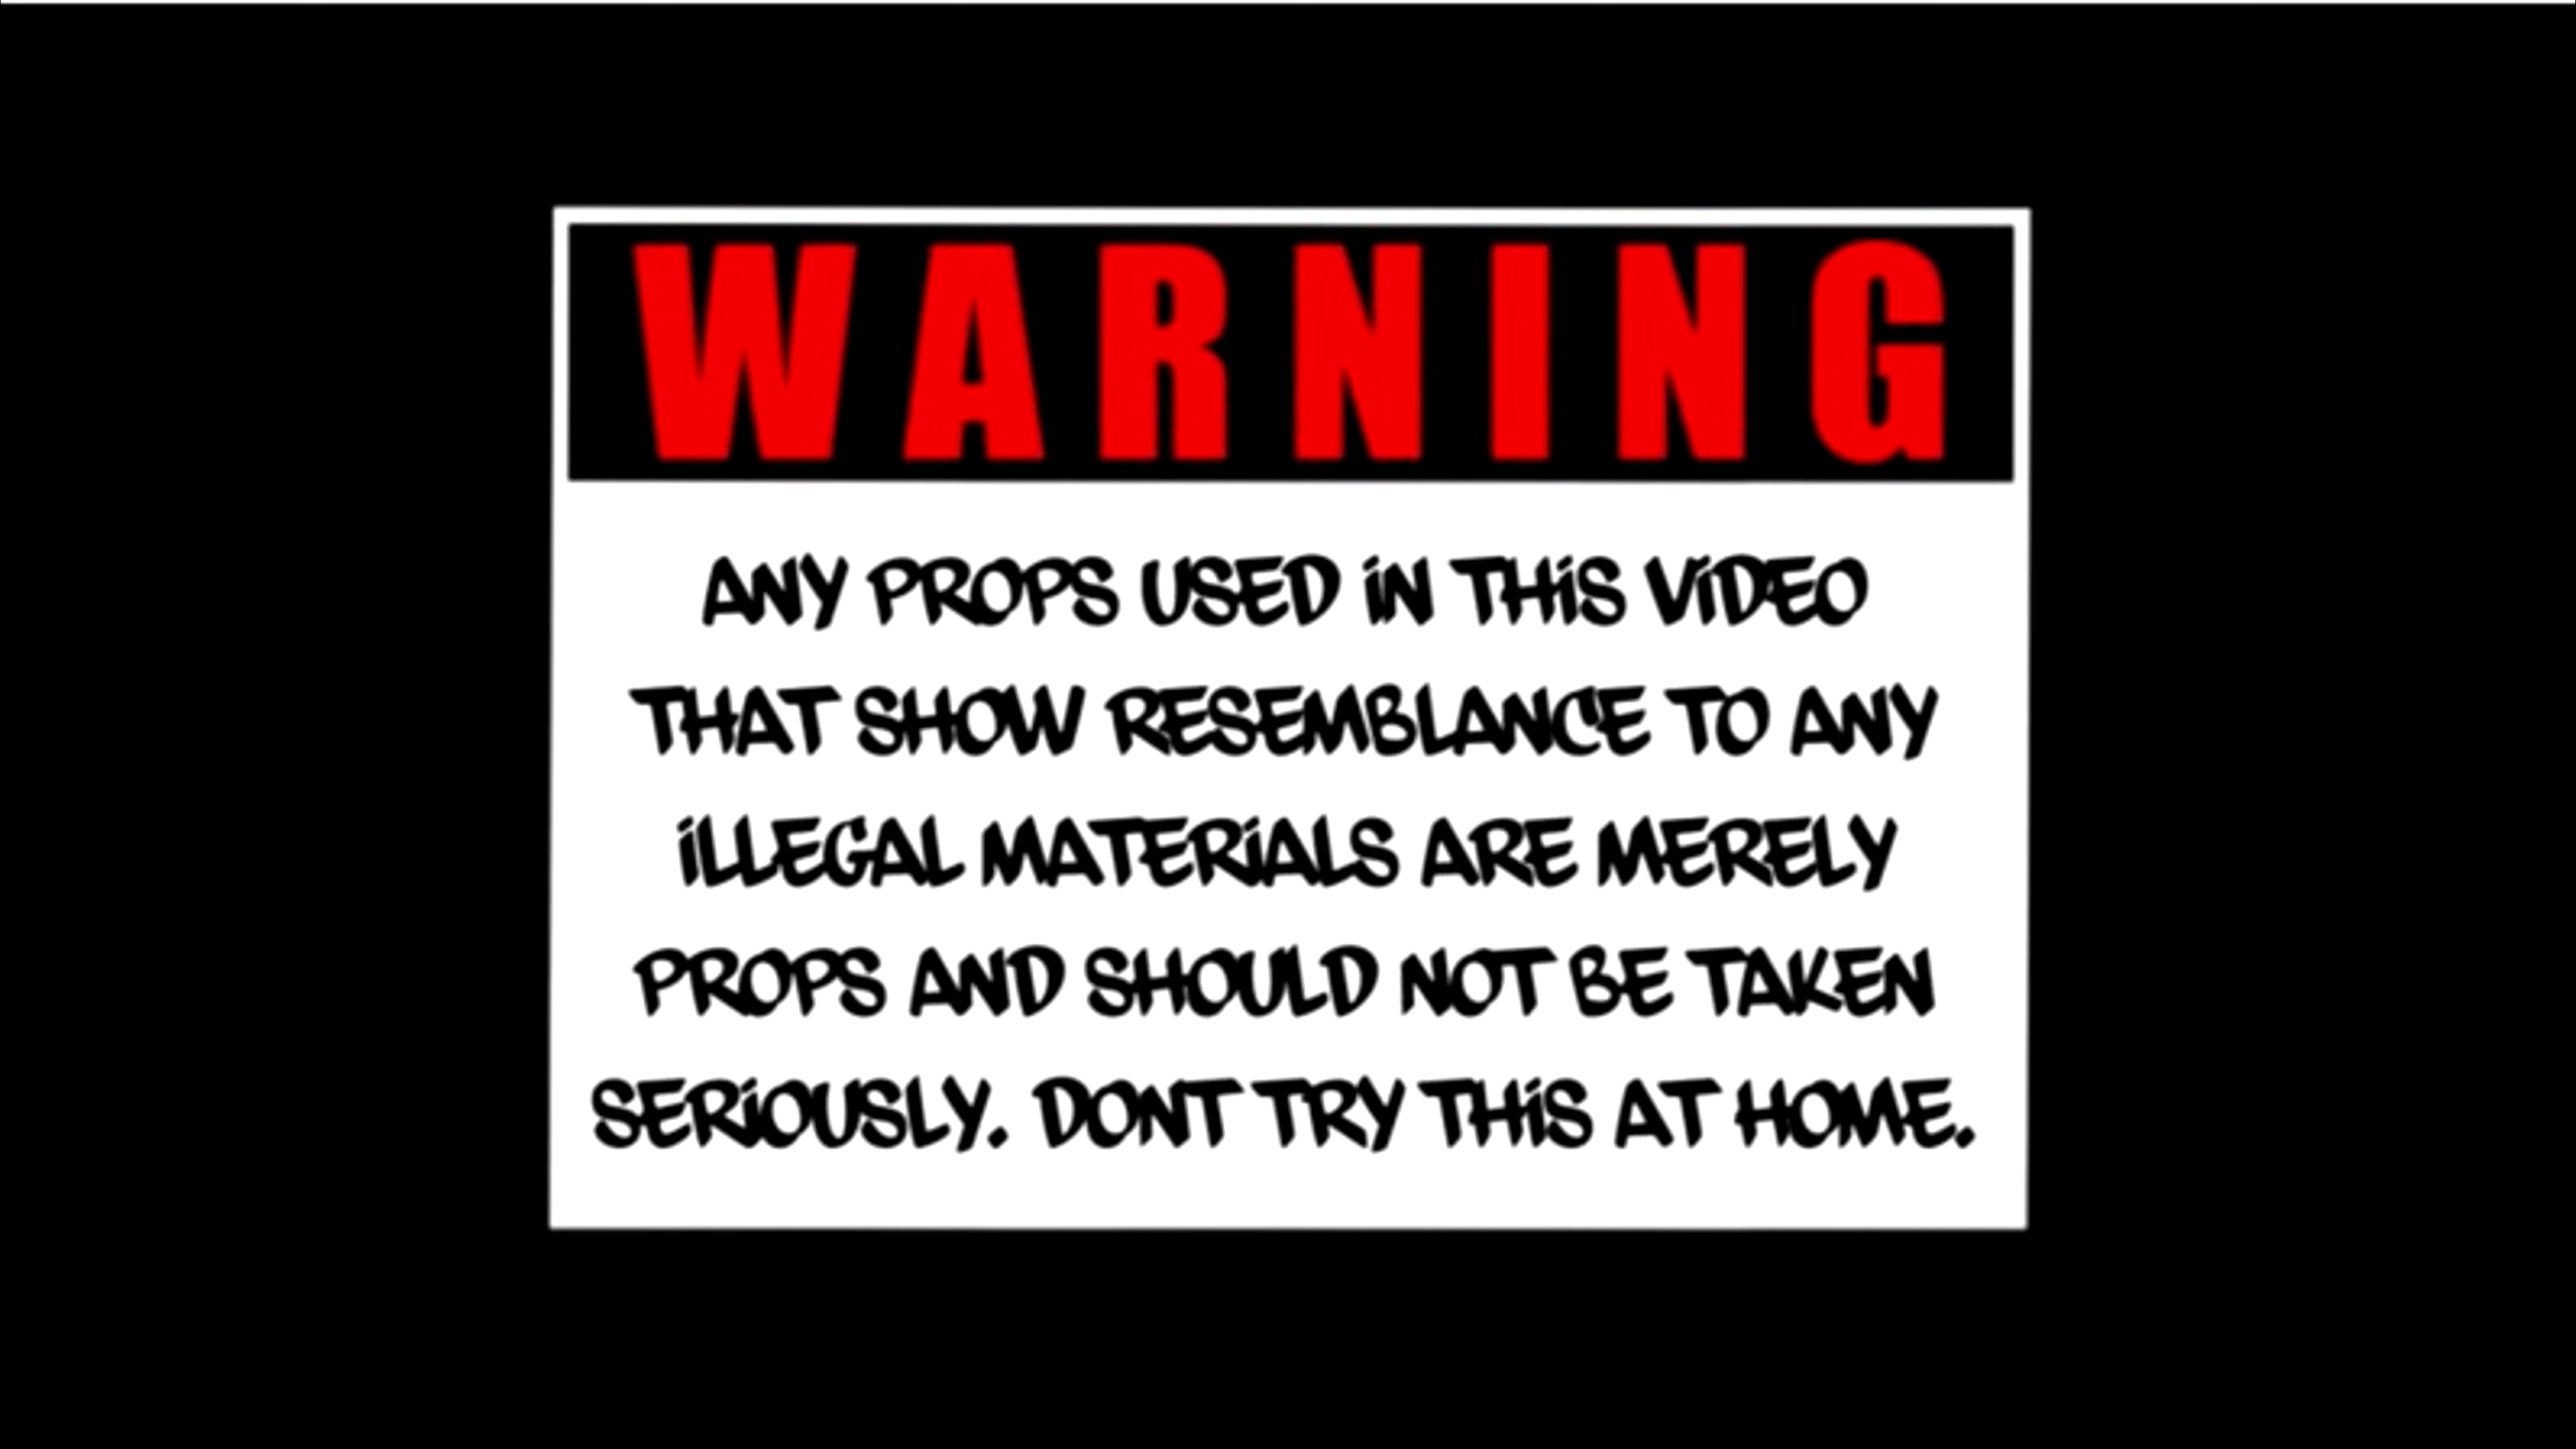 WARNING
ANY PROPS USED iN THiS ViDEO
THAT SHOW RESEMBLANCE TO ANY
iLLEGAL MATERiALS ARE MERELY
PROPS AND SHOULD NOT BE TAKEN
SERiOUSLY. DONT TRY THiS AT HOME.